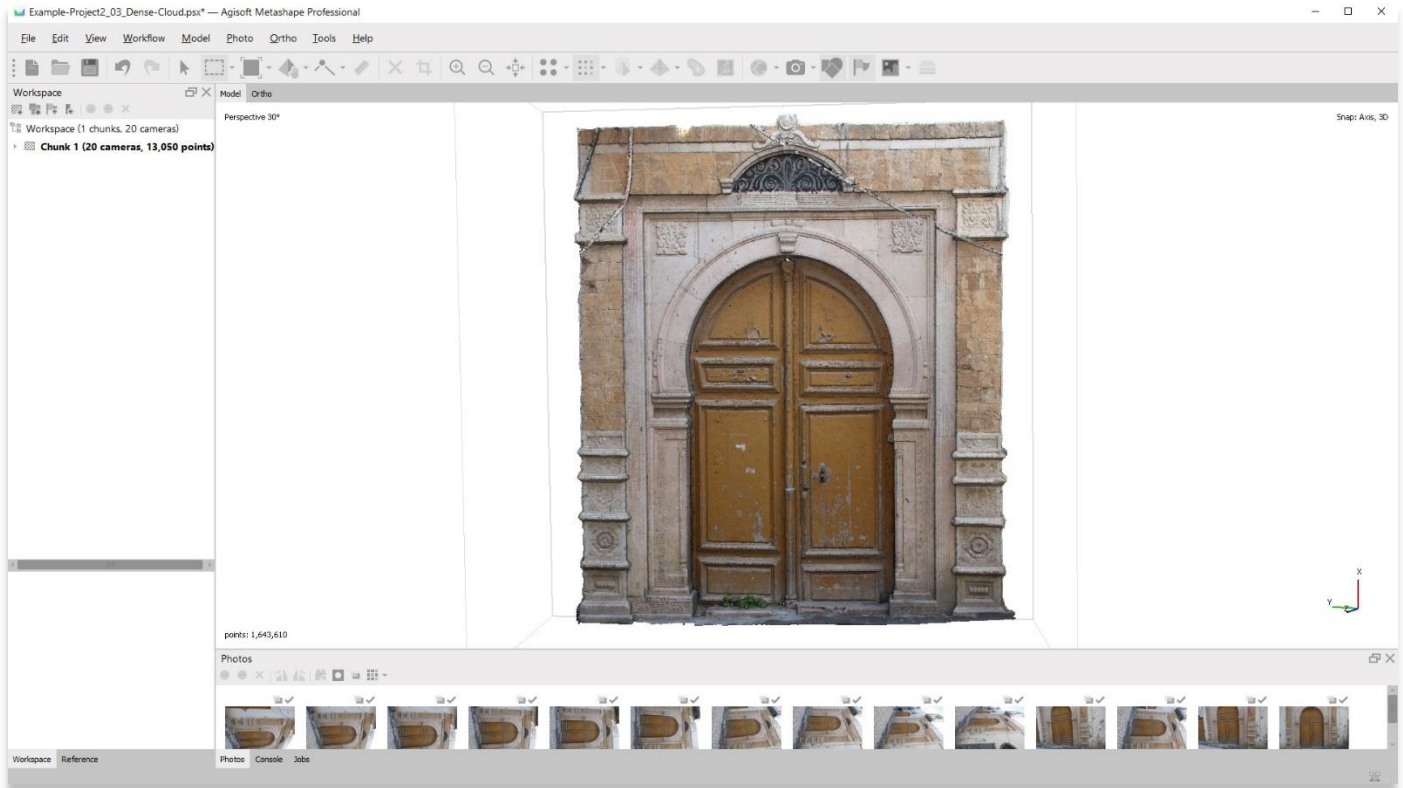 Example-Project2_03_Dense-Cloud.psx* — Agisoft Metashape Professional
File Edit View Workflow Model Photo Ortho Tools Help
Workspace
Model Ortho
Perspective 30°
Snap: Axis, 3D
Workspace (1 chunks, 20 cameras)
Chunk 1 (20 cameras, 13,050 points)
X
Y
points: 1,643,610
Photos
Workspace Reference
Photos Console Jobs